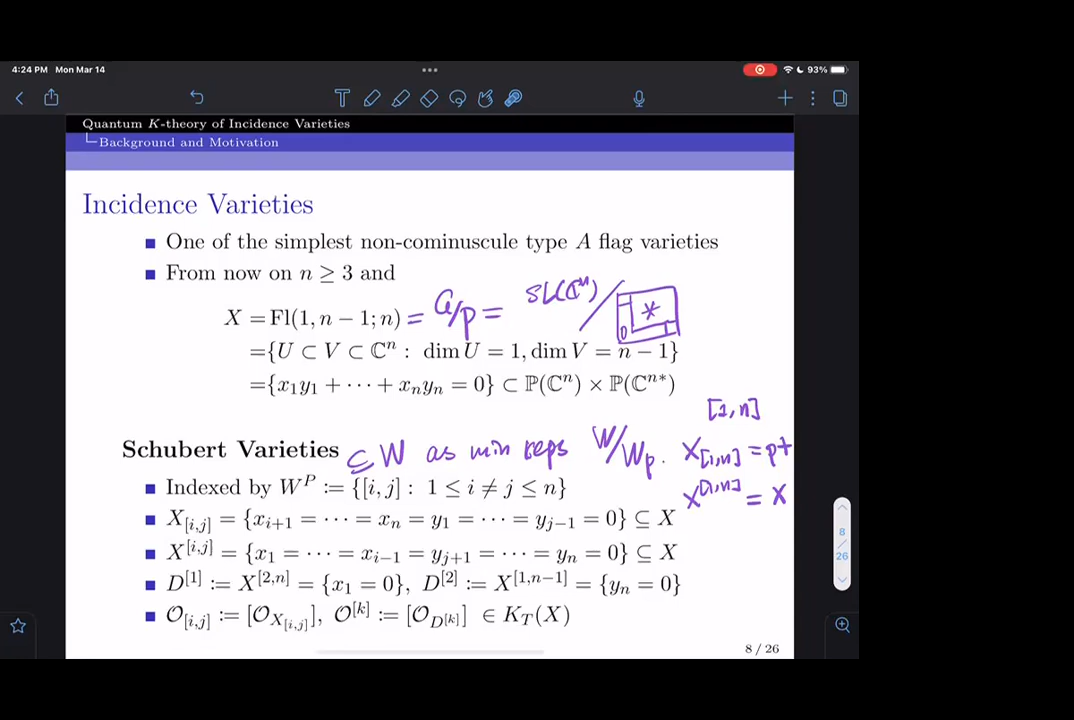 4:24 PM Mon Mar 14
93%
Quantum K-theory of Incidence Varieties
Background and Motivation
Incidence Varieties
One of the simplest non-cominuscule type A flag varieties
From now on n ≥ 3 and
X = Fl(1, n − 1; n) = G/P = SL(ℂⁿ) / [0 *]
= {U ⊂ V ⊂ ℂⁿ : dim U = 1, dim V = n − 1}
= {x₁y₁ + ··· + xₙyₙ = 0} ⊂ ℙ(ℂⁿ) × ℙ(ℂⁿ*)
[1,n]
Schubert Varieties ⊆ W as min reps W/W_P. X_[1,n] = pt
X^[1,n] = X
Indexed by W^P := {[i, j] : 1 ≤ i ≠ j ≤ n}
X_[i,j] = {x_{i+1} = ··· = xₙ = y₁ = ··· = y_{j−1} = 0} ⊆ X
X^[i,j] = {x₁ = ··· = x_{i−1} = y_{j+1} = ··· = yₙ = 0} ⊆ X
D^[1] := X^[2,n] = {x₁ = 0}, D^[2] := X^[1,n−1] = {yₙ = 0}
𝒪_[i,j] := [𝒪_{X_[i,j]}], 𝒪^[k] := [𝒪_{D^[k]}] ∈ K_T(X)
8 / 26
8
/
26